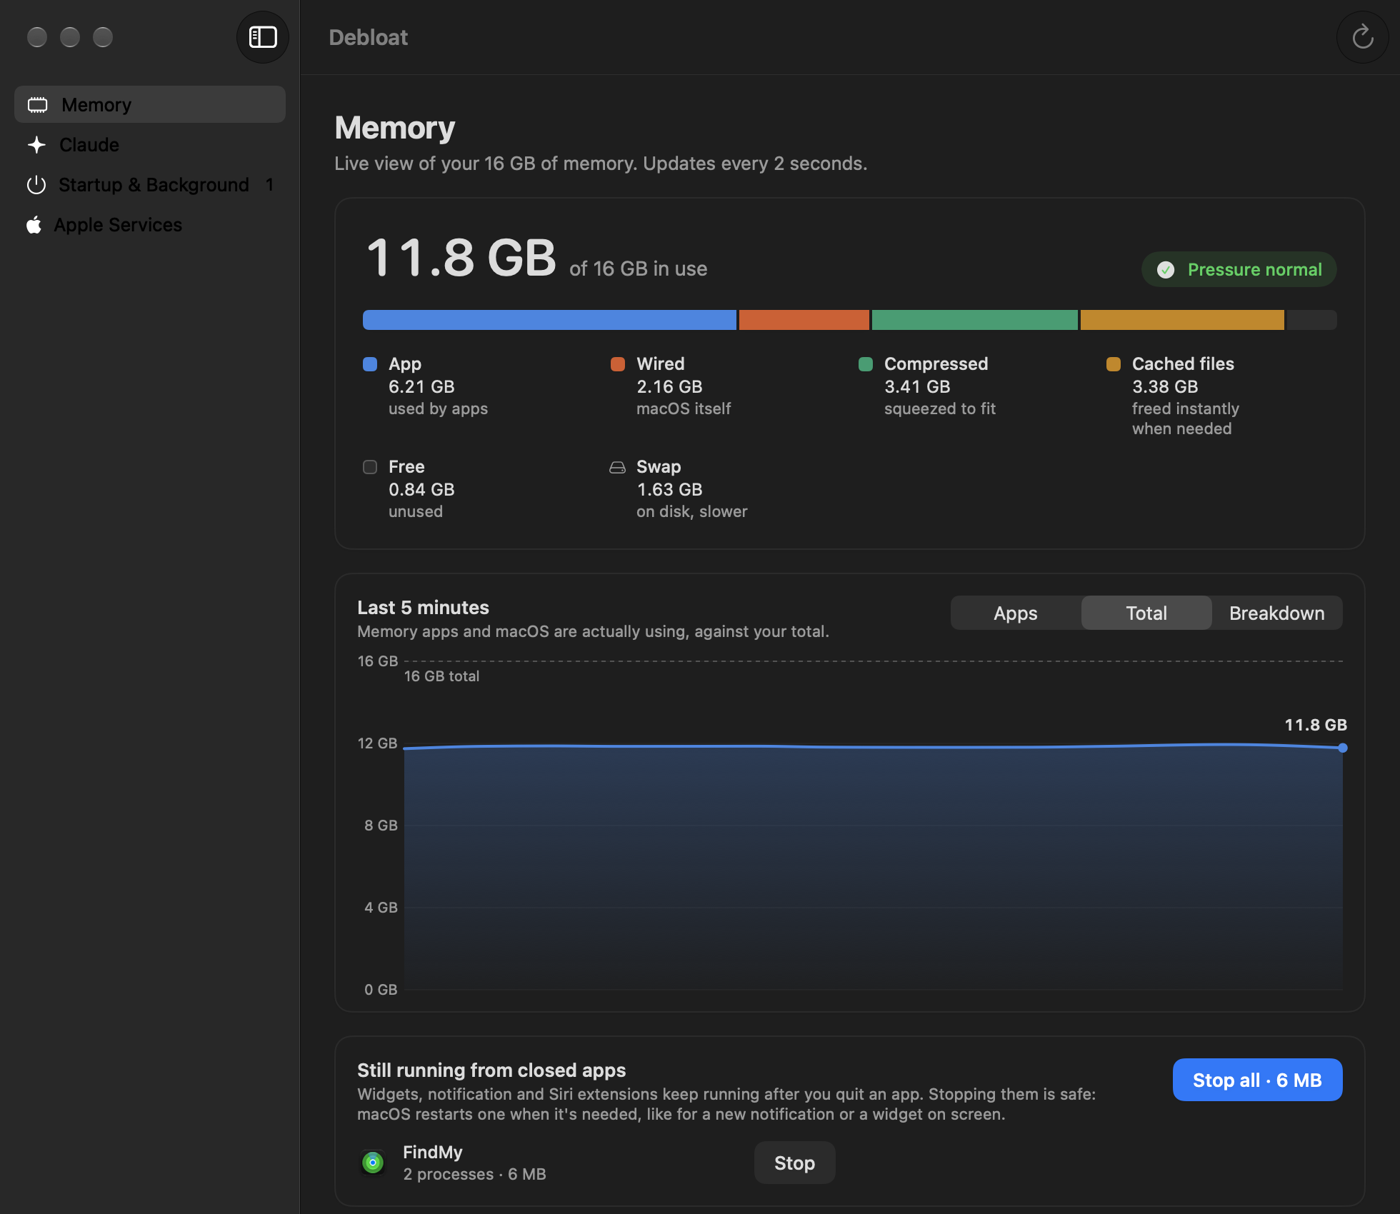 Debloat
Memory
Claude
Startup & Background 1
Apple Services
Memory
Live view of your 16 GB of memory. Updates every 2 seconds.
11.8 GB of 16 GB in use
Pressure normal
App
6.21 GB
used by apps
Wired
2.16 GB
macOS itself
Compressed
3.41 GB
squeezed to fit
Cached files
3.38 GB
freed instantly
when needed
Free
0.84 GB
unused
Swap
1.63 GB
on disk, slower
Last 5 minutes
Memory apps and macOS are actually using, against your total.
Apps
Total
Breakdown
16 GB
16 GB total
11.8 GB
12 GB
8 GB
4 GB
0 GB
Still running from closed apps
Widgets, notification and Siri extensions keep running after you quit an app. Stopping them is safe:
macOS restarts one when it's needed, like for a new notification or a widget on screen.
Stop all · 6 MB
FindMy
2 processes · 6 MB
Stop